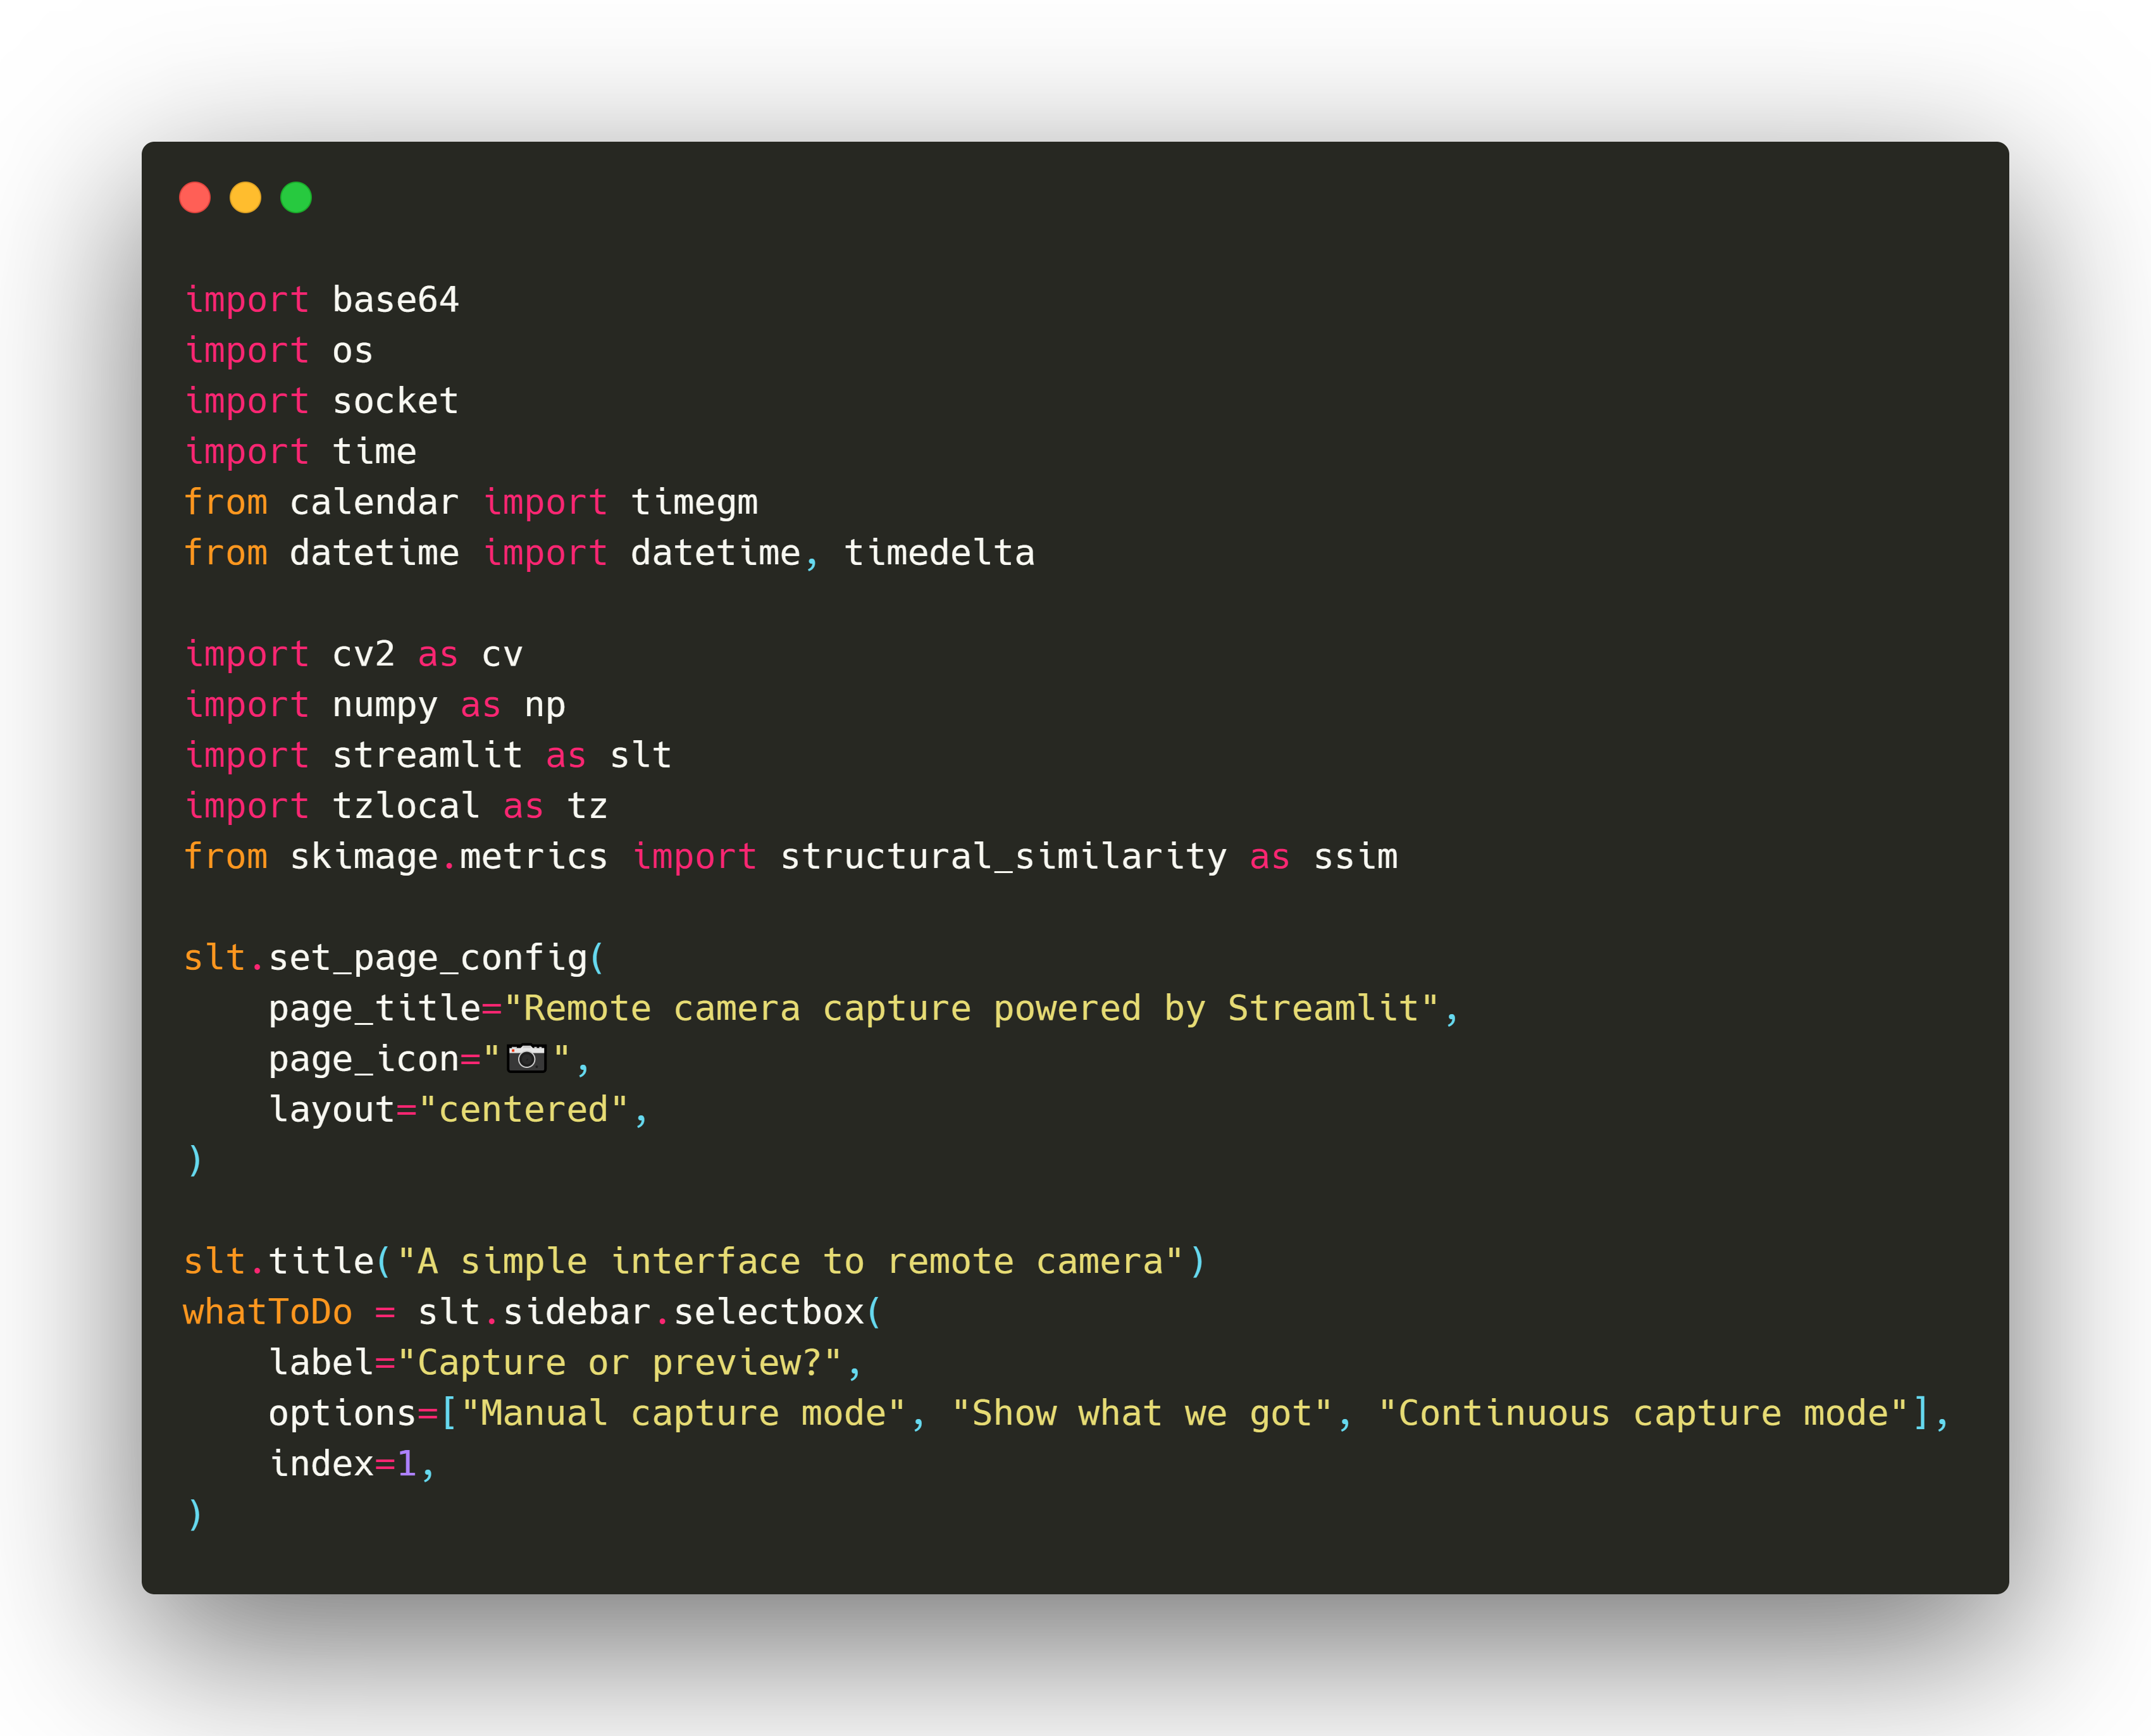 import base64
import os
import socket
import time
from calendar import timegm
from datetime import datetime, timedelta

import cv2 as cv
import numpy as np
import streamlit as slt
import tzlocal as tz
from skimage.metrics import structural_similarity as ssim

slt.set_page_config(
    page_title="Remote camera capture powered by Streamlit",
    page_icon="📷",
    layout="centered",
)

slt.title("A simple interface to remote camera")
whatToDo = slt.sidebar.selectbox(
    label="Capture or preview?",
    options=["Manual capture mode", "Show what we got", "Continuous capture mode"],
    index=1,
)